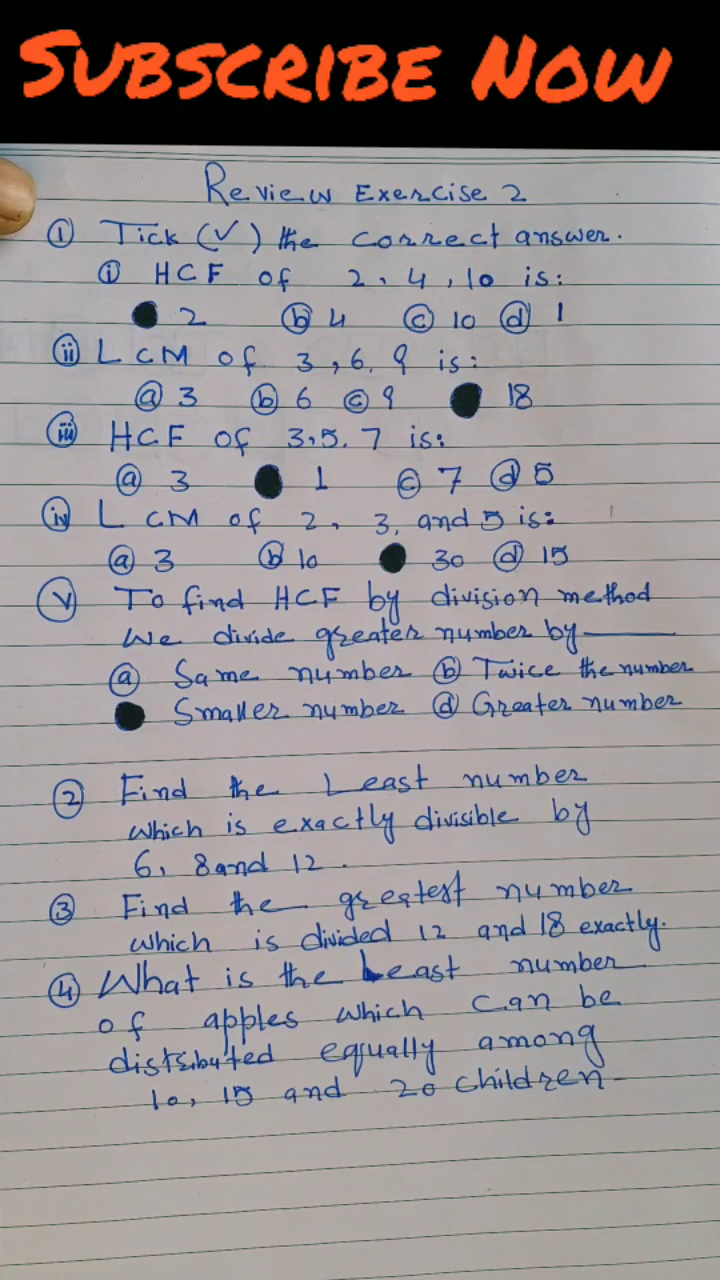 SUBSCRIBE NOW
Review Exercise 2
① Tick (✓) the correct answer.
ⓘ HCF of 2, 4, 10 is:
● 2 ⓑ 4 ⓒ 10 ⓓ 1
ⅱ LCM of 3, 6, 9 is:
ⓐ 3 ⓑ 6 ⓒ 9 ● 18
ⅲ HCF of 3, 5, 7 is:
ⓐ 3 ● 1 ⓒ 7 ⓓ 5
ⅳ LCM of 2, 3, and 5 is:
ⓐ 3 ⓑ 10 ● 30 ⓓ 15
Ⓥ To find HCF by division method
we divide greater number by ———
ⓐ Same number ⓑ Twice the number
● Smaller number ⓓ Greater number
② Find the Least number
which is exactly divisible by
6, 8 and 12.
③ Find the greatest number
which is divided 12 and 18 exactly.
④ What is the Least number
of apples which can be
distributed equally among
10, 15 and 20 children